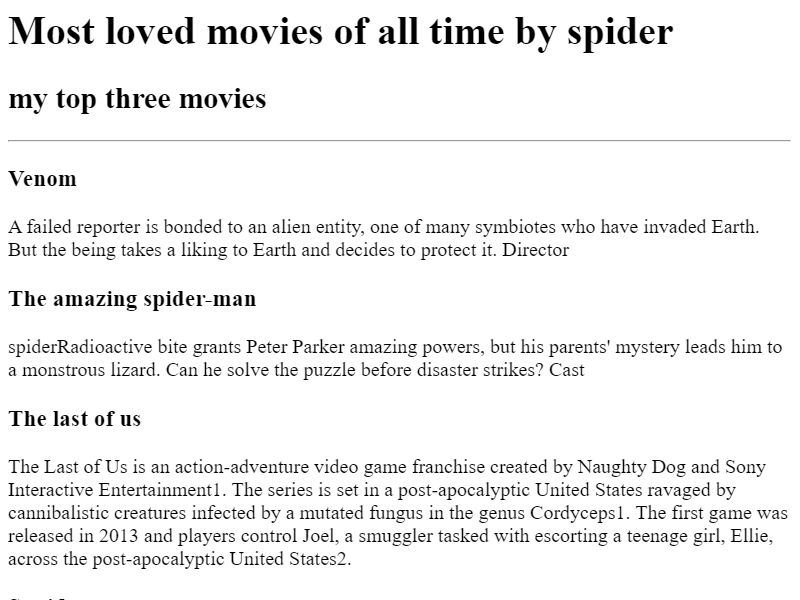 Most loved movies of all time by spider
my top three movies
Venom
A failed reporter is bonded to an alien entity, one of many symbiotes who have invaded Earth.
But the being takes a liking to Earth and decides to protect it. Director
The amazing spider-man
spiderRadioactive bite grants Peter Parker amazing powers, but his parents' mystery leads him to
a monstrous lizard. Can he solve the puzzle before disaster strikes? Cast
The last of us
The Last of Us is an action-adventure video game franchise created by Naughty Dog and Sony
Interactive Entertainment1. The series is set in a post-apocalyptic United States ravaged by
cannibalistic creatures infected by a mutated fungus in the genus Cordyceps1. The first game was
released in 2013 and players control Joel, a smuggler tasked with escorting a teenage girl, Ellie,
across the post-apocalyptic United States2.